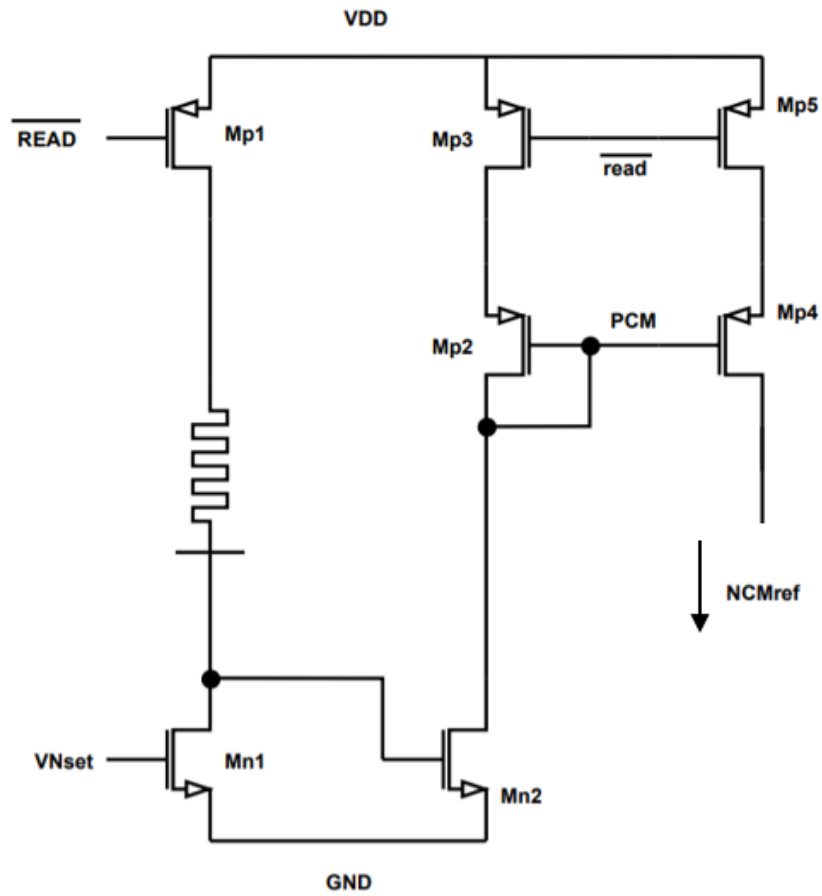 VDD
READ
Mp1
Mp3
read
Mp5
Mp2
PCM
Mp4
NCMref
VNset
Mn1
Mn2
GND